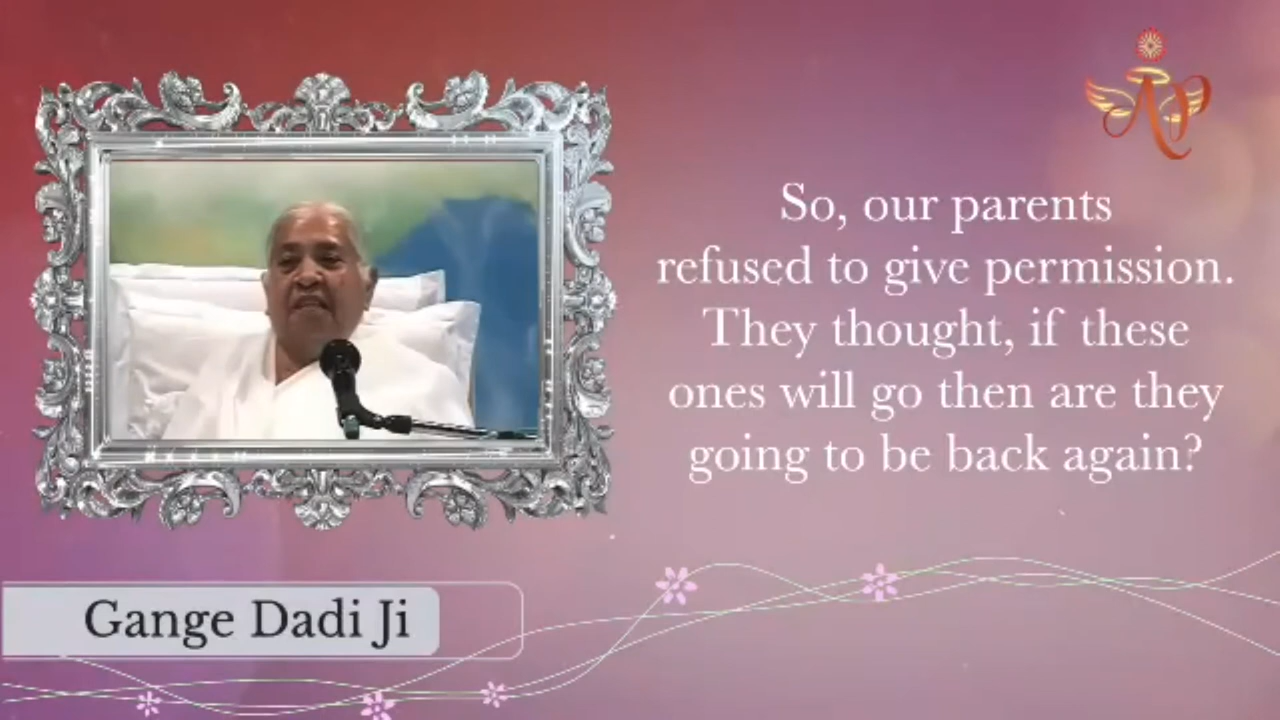 AP
So, our parents
refused to give permission.
They thought, if these
ones will go then are they
going to be back again?
Gange Dadi Ji